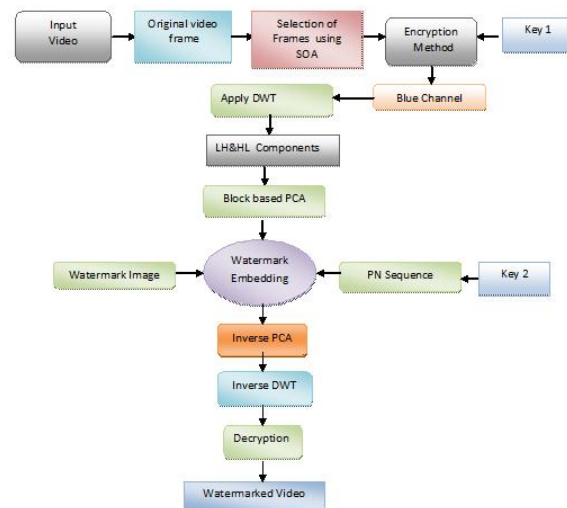 Input
Video
Original video
frame
Selection of
Frames using
SOA
Encryption
Method
Key 1
Apply DWT
Blue Channel
LH&HL Components
Block based PCA
Watermark Image
Watermark
Embedding
PN Sequence
Key 2
Inverse PCA
Inverse DWT
Decryption
Watermarked Video